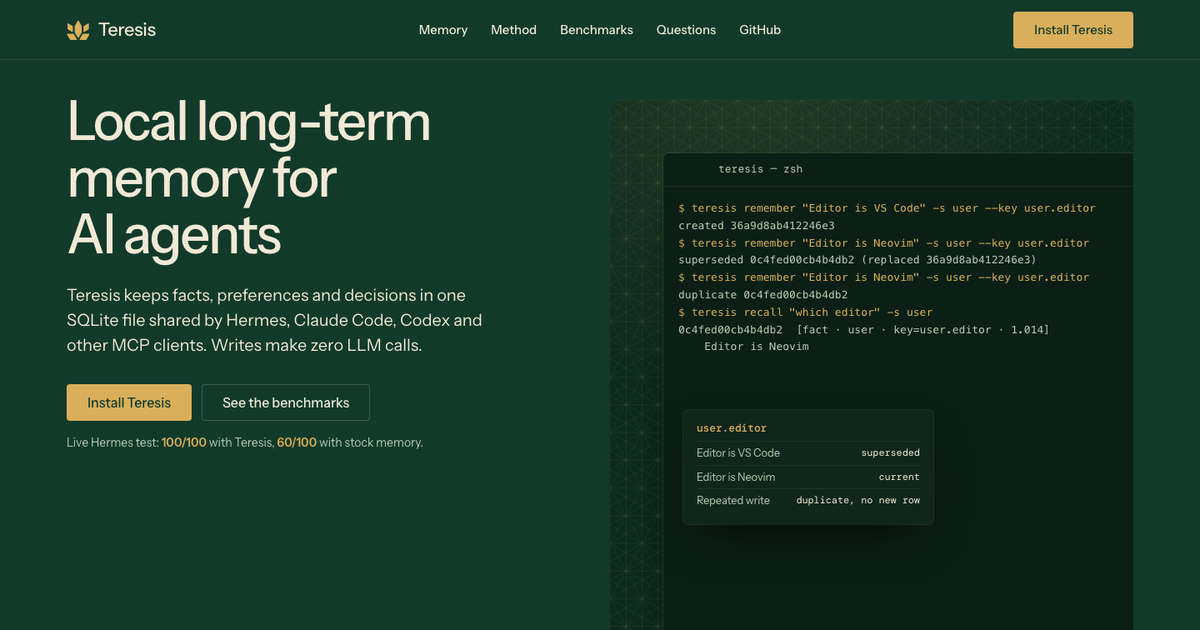 Teresis
Memory
Method
Benchmarks
Questions
GitHub
Install Teresis
Local long-term
memory for
AI agents
Teresis keeps facts, preferences and decisions in one
SQLite file shared by Hermes, Claude Code, Codex and
other MCP clients. Writes make zero LLM calls.
Install Teresis
See the benchmarks
Live Hermes test: 100/100 with Teresis, 60/100 with stock memory.
teresis — zsh
$ teresis remember "Editor is VS Code" -s user --key user.editor
created 36a9d8ab412246e3
$ teresis remember "Editor is Neovim" -s user --key user.editor
superseded 0c4fed00cb4b4db2 (replaced 36a9d8ab412246e3)
$ teresis remember "Editor is Neovim" -s user --key user.editor
duplicate 0c4fed00cb4b4db2
$ teresis recall "which editor" -s user
0c4fed00cb4b4db2  [fact · user · key=user.editor · 1.014]
Editor is Neovim
user.editor
Editor is VS Code superseded
Editor is Neovim current
Repeated write duplicate, no new row